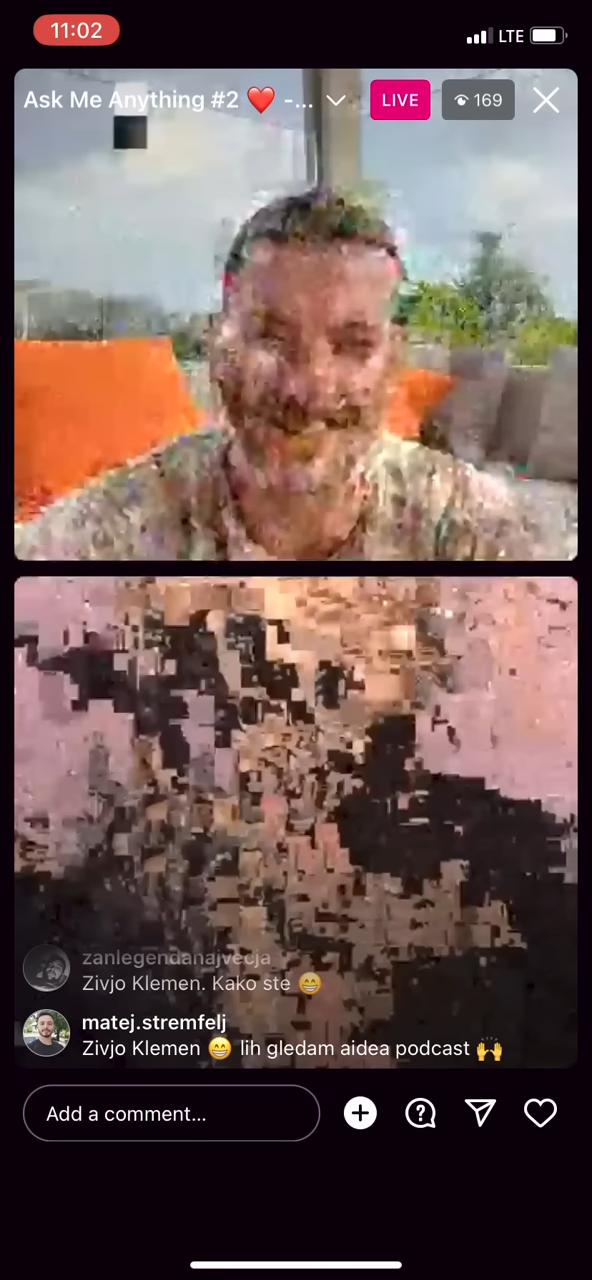 11:02
LTE
Ask Me Anything #2 ❤️ -...
LIVE
169
zanlegendanajvecja
Zivjo Klemen. Kako ste 😁
matej.stremfelj
Zivjo Klemen 😁 lih gledam aidea podcast 🙌
Add a comment...